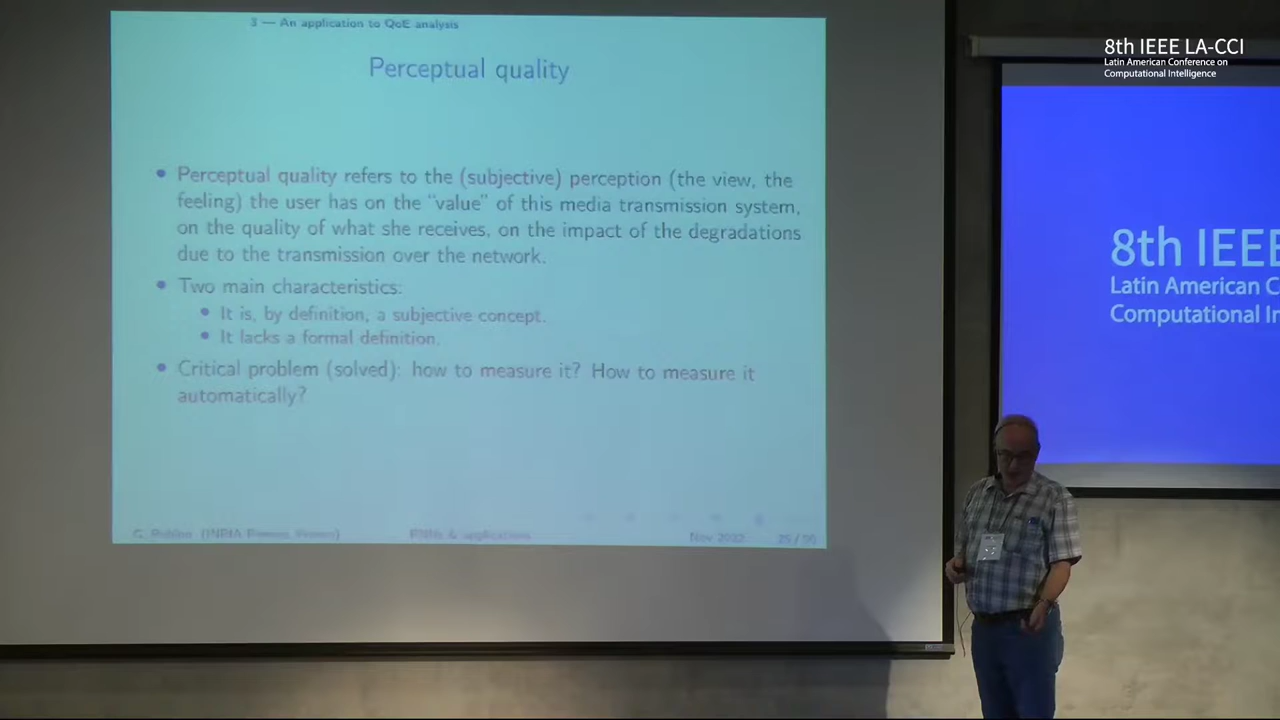 3 — An application to QoE analysis
Perceptual quality
• Perceptual quality refers to the (subjective) perception (the view, the
feeling) the user has on the “value” of this media transmission system,
on the quality of what she receives, on the impact of the degradations
due to the transmission over the network.
• Two main characteristics:
• It is, by definition, a subjective concept.
• It lacks a formal definition.
• Critical problem (solved): how to measure it? How to measure it
automatically?
(INRIA
& applications
Nov 2022
8th IEEE LA-CCI
Latin American Conference on
Computational Intelligence
8th IEEE
Latin American C
Computational In